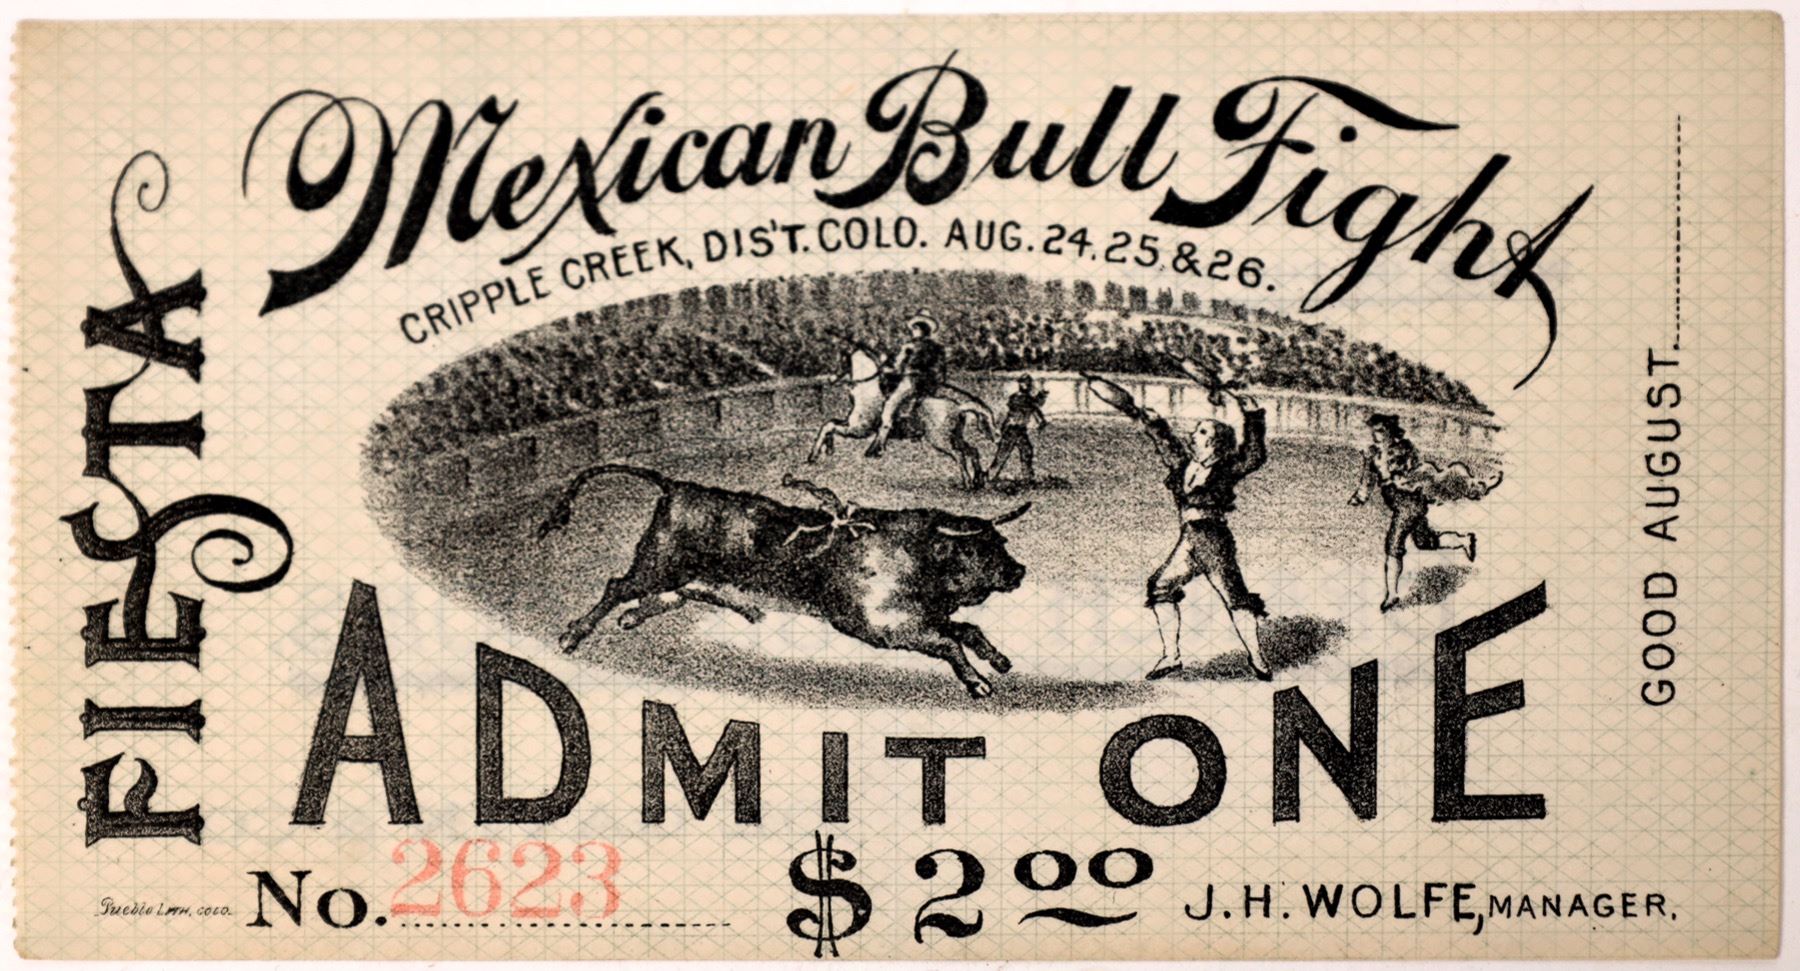 Mexican Bull Fight
CRIPPLE CREEK, DIS'T. COLO. AUG. 24. 25. & 26.
FIESTA
ADMIT ONE
GOOD AUGUST
No. 2623
$2 00
J. H. WOLFE, MANAGER.
Pueblo LITH. COLO.